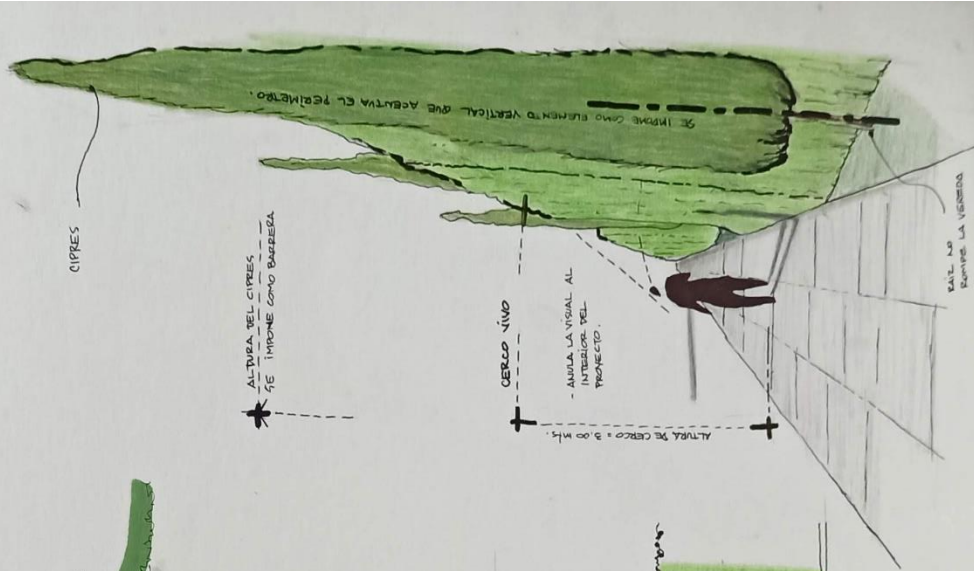 CIPRES
ALTURA DEL CIPRES
SE IMPONE COMO BARRERA
SE IMPONE COMO ELEMENTO VERTICAL QUE ACENTUA EL PERÍMETRO.
CERCO VIVO
- ANULA LA VISUAL AL
INTERIOR DEL
PROYECTO.
ALTURA DE CERCO = 3,00 mts.
RAIZ NO
ROMPE LA VEREDA